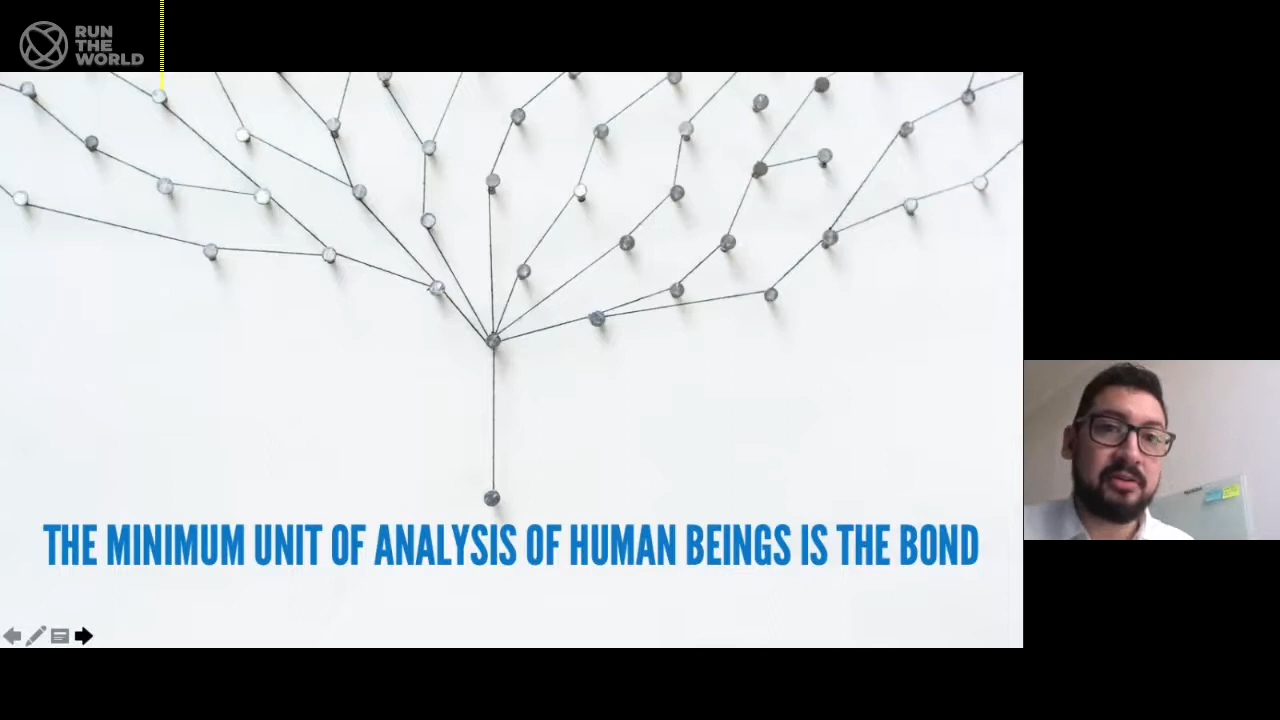 RUN
THE
WORLD
THE MINIMUM UNIT OF ANALYSIS OF HUMAN BEINGS IS THE BOND